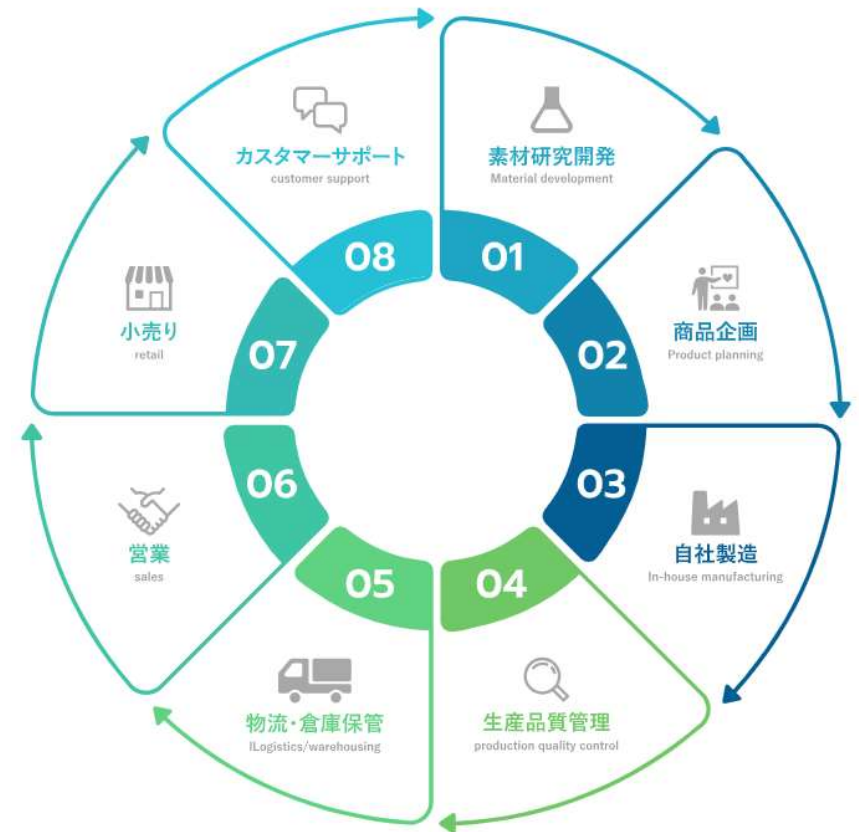 01
素材研究開発
Material development
02
商品企画
Product planning
03
自社製造
In-house manufacturing
04
生産品質管理
production quality control
05
物流・倉庫保管
lLogistics/warehousing
06
営業
sales
07
小売り
retail
08
カスタマーサポート
customer support